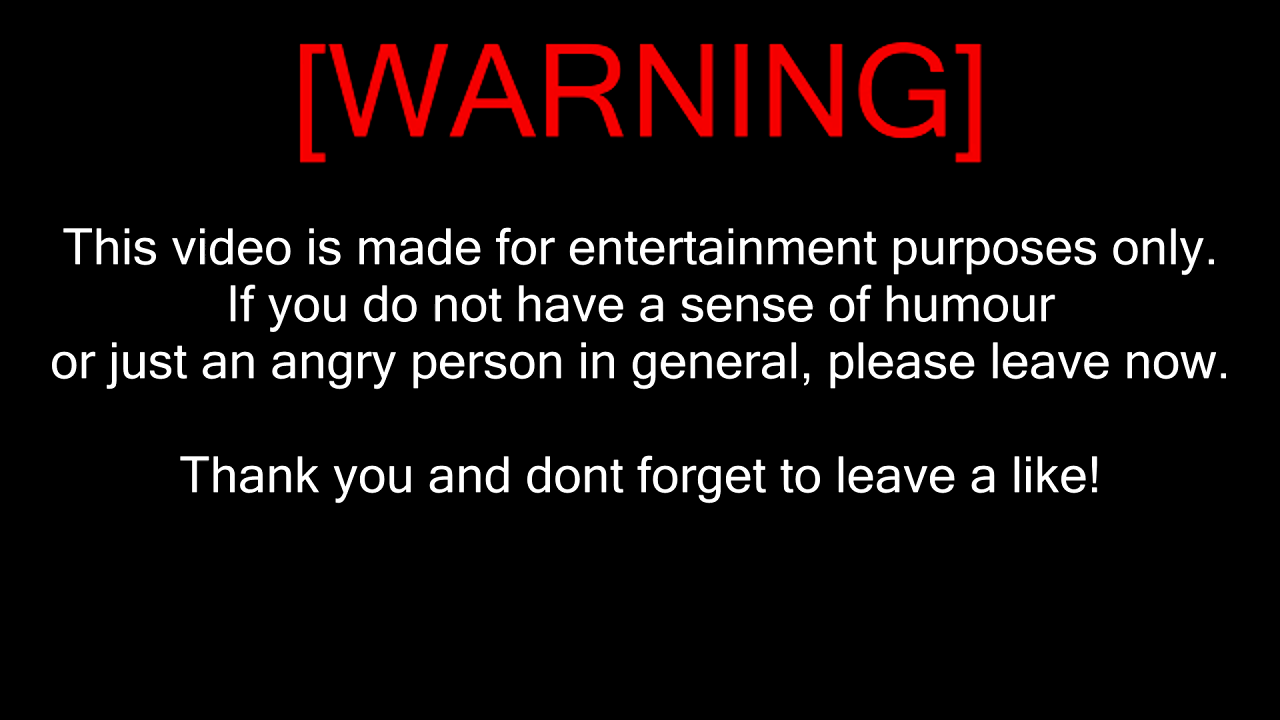 [WARNING]
This video is made for entertainment purposes only.
If you do not have a sense of humour
or just an angry person in general, please leave now.
Thank you and dont forget to leave a like!